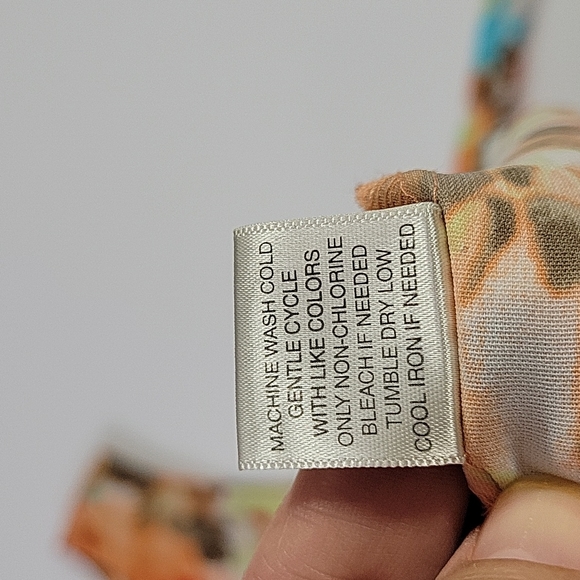 MACHINE WASH COLD
GENTLE CYCLE
WITH LIKE COLORS
ONLY NON-CHLORINE
BLEACH IF NEEDED
TUMBLE DRY LOW
COOL IRON IF NEEDED